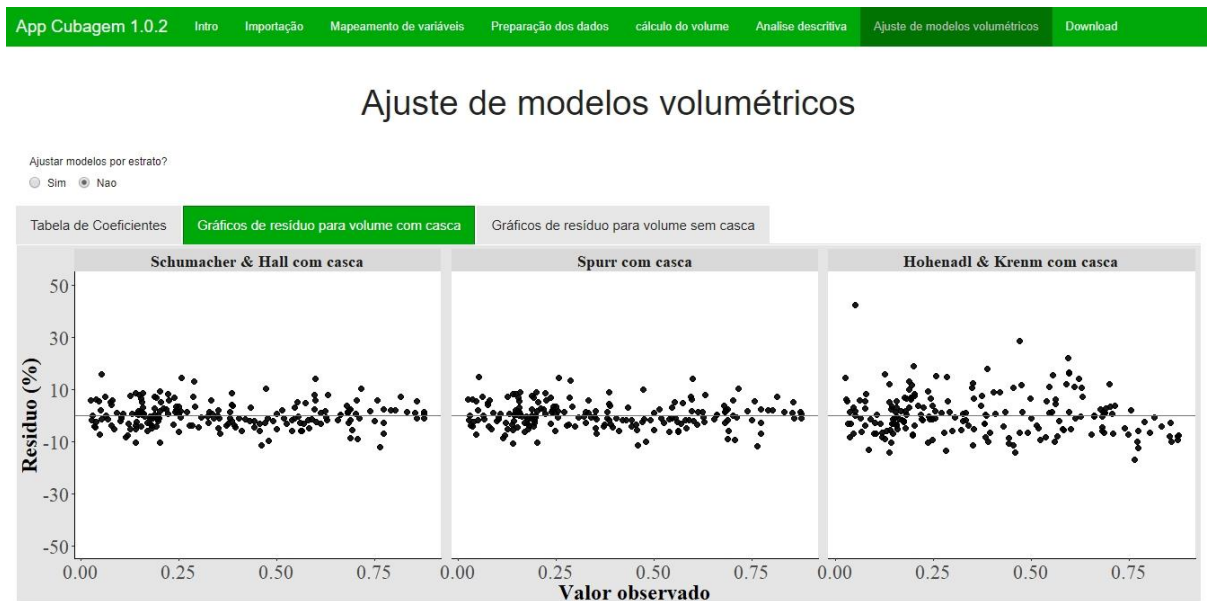 App Cubagem 1.0.2 Intro Importação Mapeamento de variáveis Preparação dos dados cálculo do volume Analise descritiva Ajuste de modelos volumétricos Download
Ajuste de modelos volumétricos
Ajustar modelos por estrato?
Sim Nao
Tabela de Coeficientes Gráficos de resíduo para volume com casca Gráficos de resíduo para volume sem casca
Schumacher & Hall com casca Spurr com casca Hohenadl & Krenm com casca
Resíduo (%)
50
30
10
0
-10
-30
-50
0.00 0.25 0.50 0.75 0.00 0.25 0.50 0.75 0.00 0.25 0.50 0.75
Valor observado